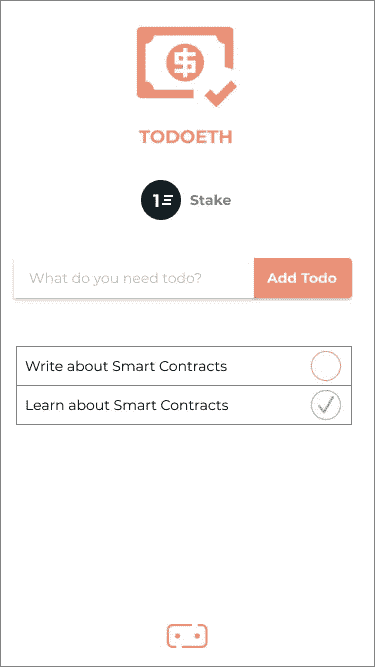 $
TODOETH
1Ξ Stake
What do you need todo?
Add Todo
Write about Smart Contracts
Learn about Smart Contracts